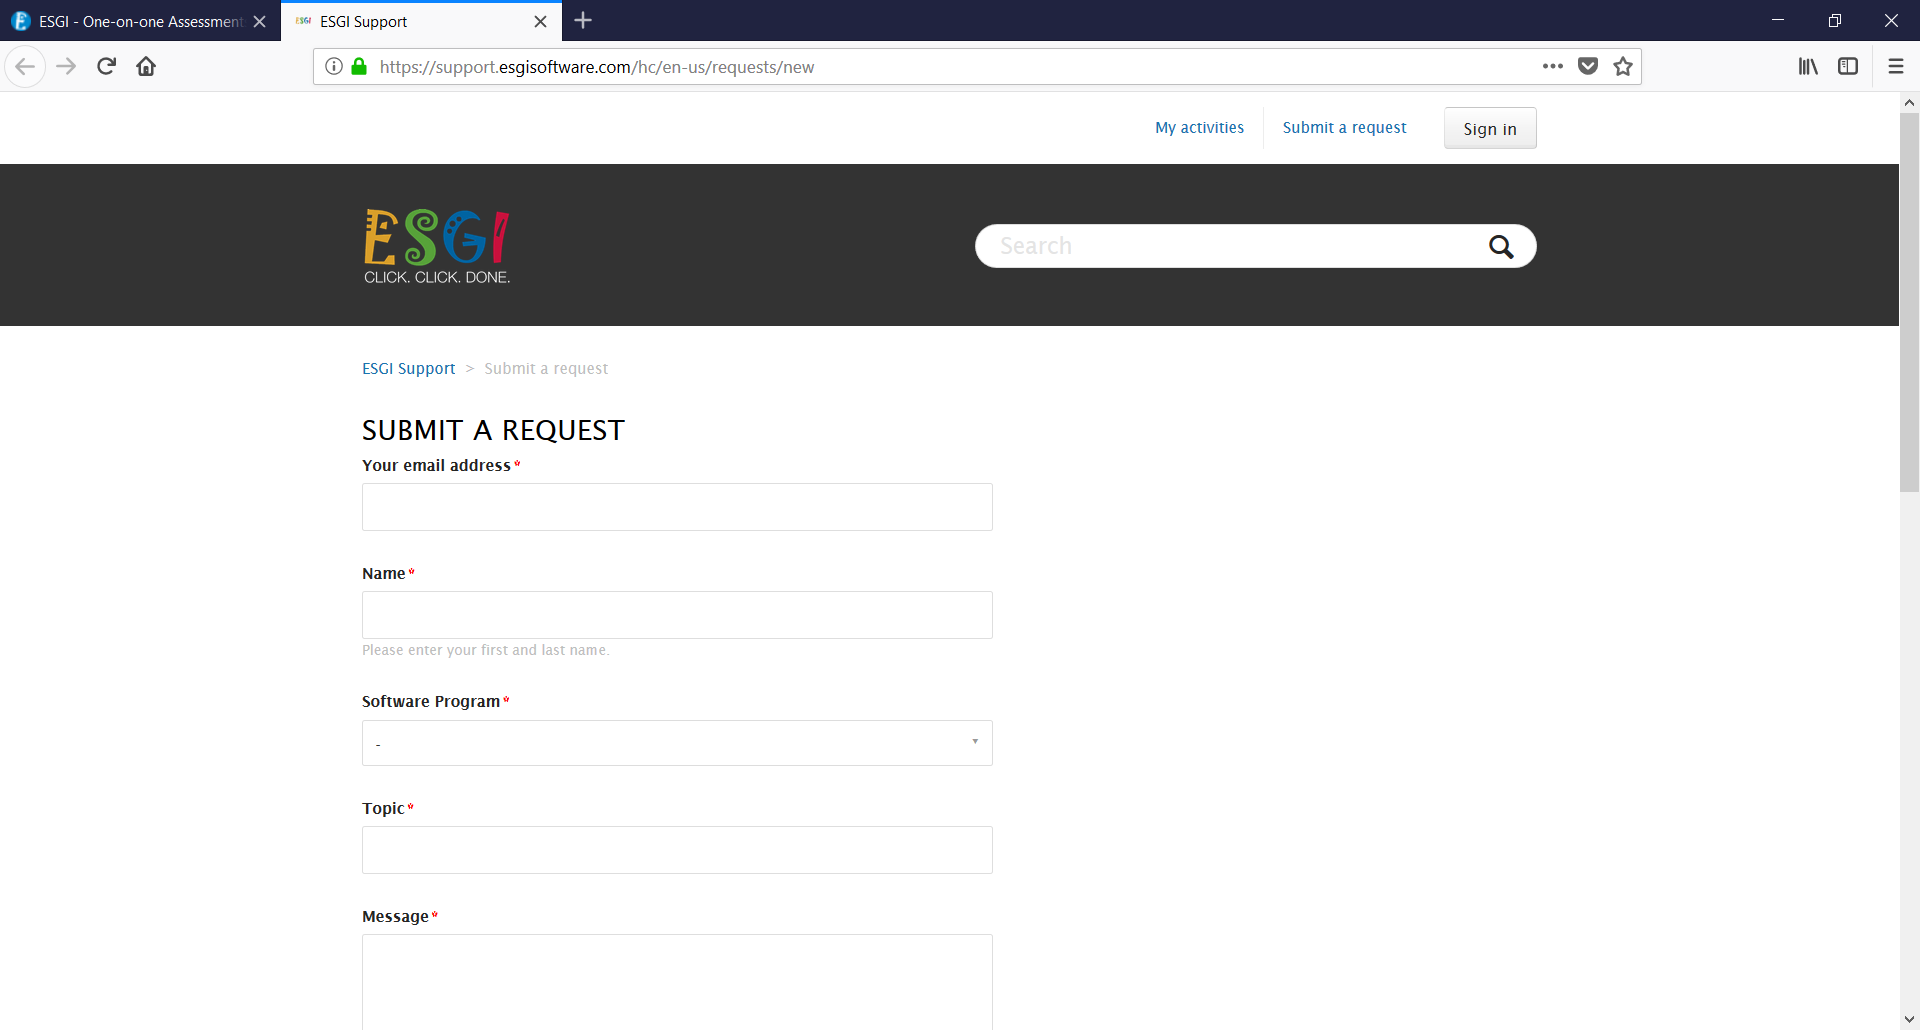 ESGI - One-on-one Assessment
ESGI Support
https://support.esgisoftware.com/hc/en-us/requests/new
My activities
Submit a request
Sign in
ESGI
CLICK. CLICK. DONE.
Search
ESGI Support > Submit a request
SUBMIT A REQUEST
Your email address*
Name*
Please enter your first and last name.
Software Program*
-
Topic*
Message*